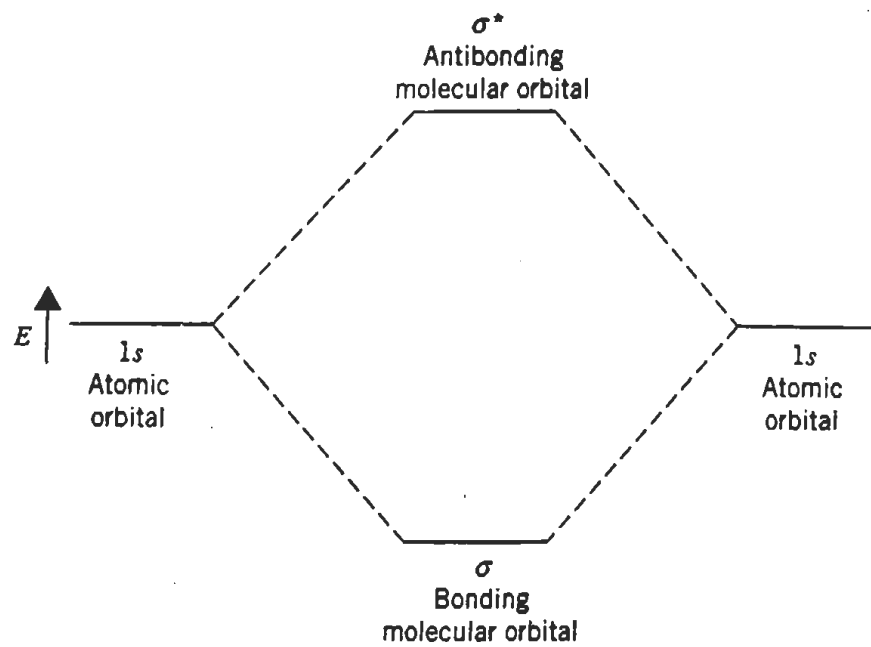 σ*
Antibonding
molecular orbital
E
1s
Atomic
orbital
1s
Atomic
orbital
σ
Bonding
molecular orbital